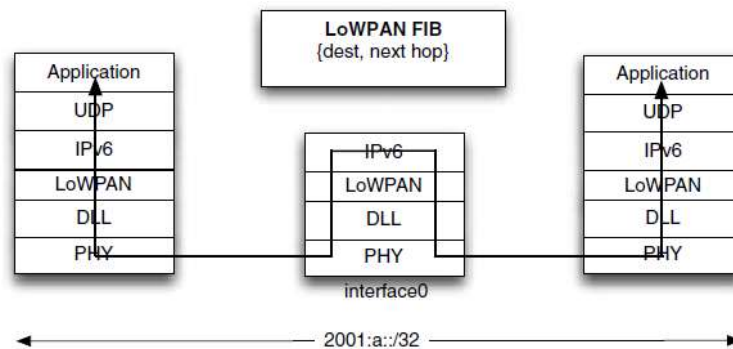 LoWPAN FIB
{dest, next hop}
Application
UDP
IPv6
LoWPAN
DLL
PHY
IPv6
LoWPAN
DLL
PHY
interface0
Application
UDP
IPv6
LoWPAN
DLL
PHY
2001:a::/32